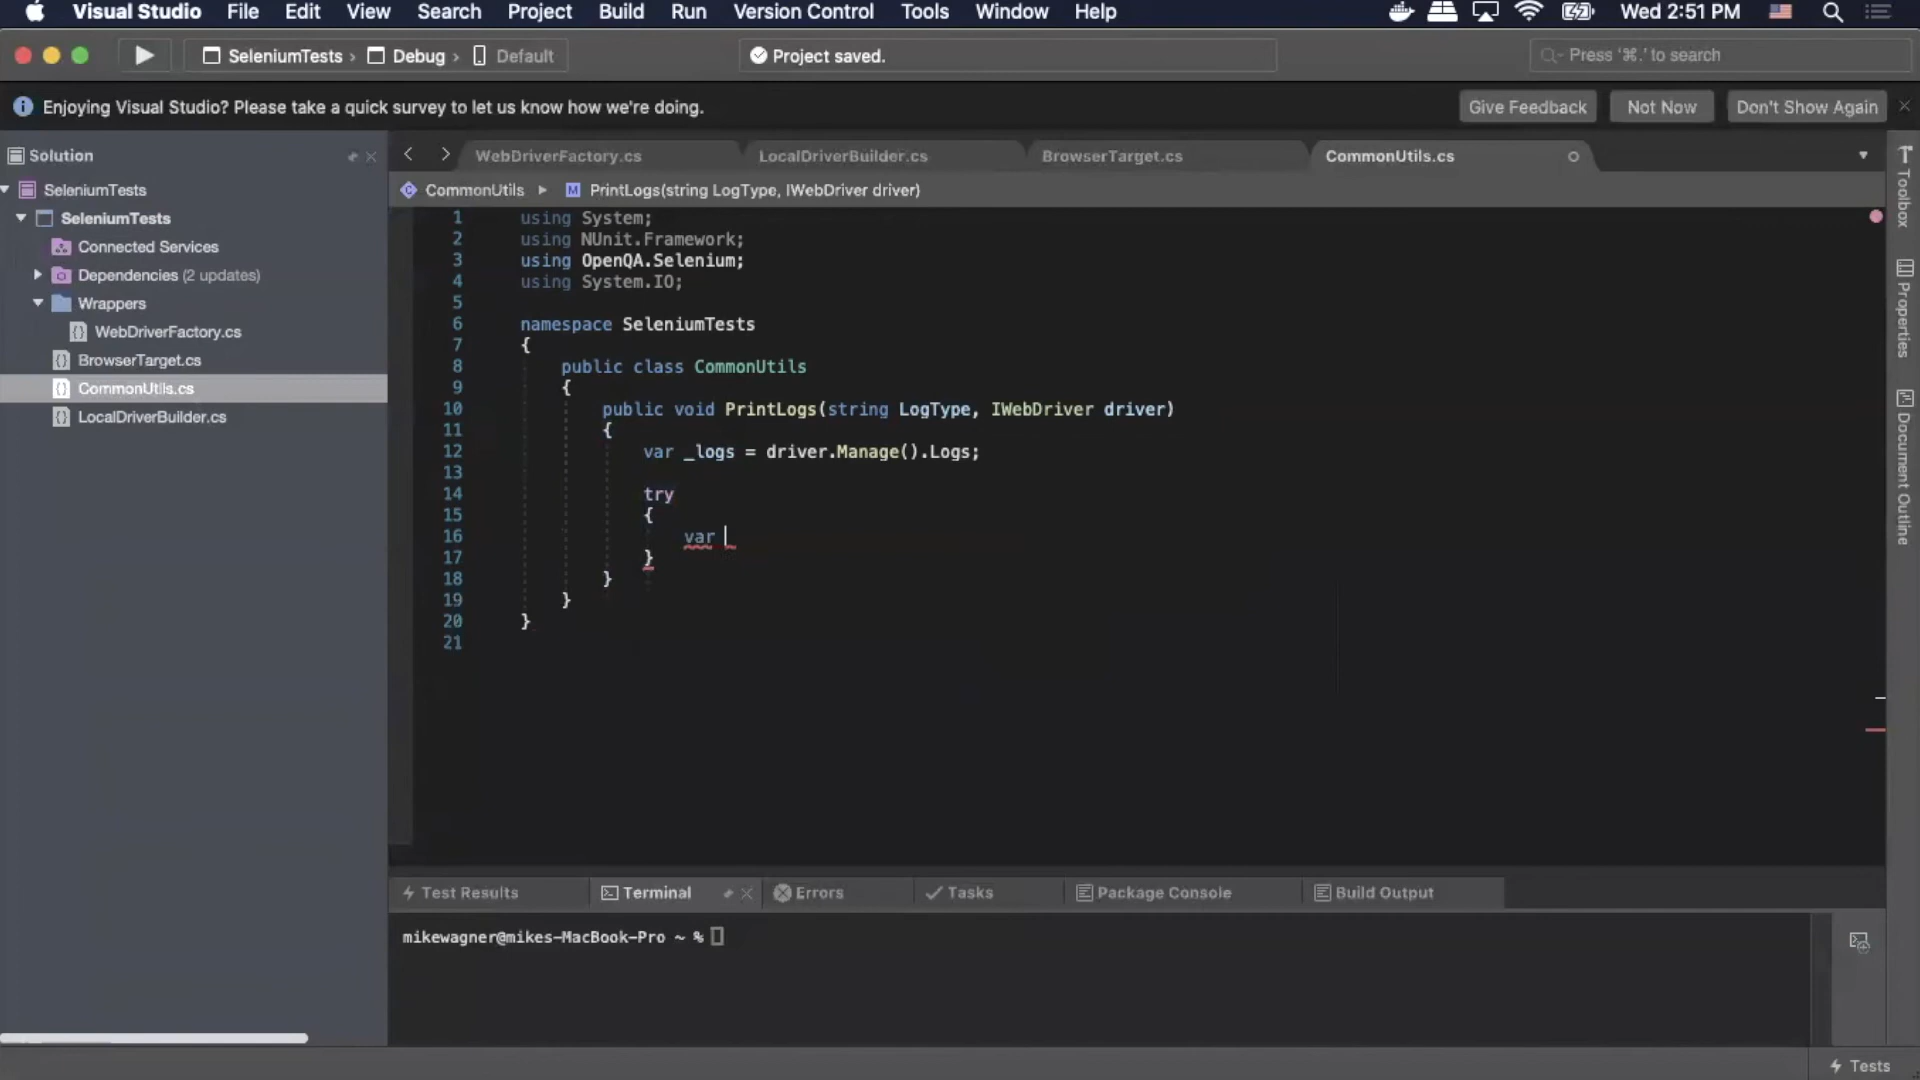 Visual Studio File Edit View Search Project Build Run Version Control Tools Window Help Wed 2:51 PM
SeleniumTests › Debug › Default Project saved. Press '⌘.' to search
Enjoying Visual Studio? Please take a quick survey to let us know how we're doing. Give Feedback Not Now Don't Show Again
Solution
SeleniumTests
SeleniumTests
Connected Services
Dependencies (2 updates)
Wrappers
WebDriverFactory.cs
BrowserTarget.cs
CommonUtils.cs
LocalDriverBuilder.cs
WebDriverFactory.cs LocalDriverBuilder.cs BrowserTarget.cs CommonUtils.cs
CommonUtils M PrintLogs(string LogType, IWebDriver driver)
1 using System;
2 using NUnit.Framework;
3 using OpenQA.Selenium;
4 using System.IO;
5
6 namespace SeleniumTests
7 {
8 public class CommonUtils
9 {
10 public void PrintLogs(string LogType, IWebDriver driver)
11 {
12 var _logs = driver.Manage().Logs;
13
14 try
15 {
16 var
17 }
18 }
19 }
20 }
21
Toolbox
Properties
Document Outline
Test Results Terminal Errors Tasks Package Console Build Output
mikewagner@mikes-MacBook-Pro ~ %
Tests